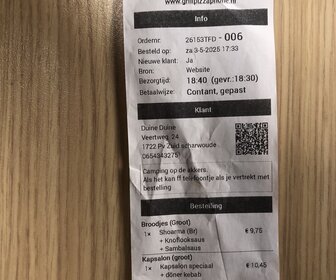 www.grillpizzaphone.nl
Info
Ordernr: 26153TFD - 006
Besteld op: za 3-5-2025 17:33
Nieuwe klant: Ja
Bron: Website
Bezorgtijd: 18:40 (gevr.:18:30)
Betaalwijze: Contant, gepast
Klant
Duine Duine
Veertweg 24
1722 Pv Zuid scharwoude
0654343275
Camping op de akkers.
Als het kan ff telefoontje als je vertrekt met
bestelling
Bestelling
Broodjes (Groot)
1x Shoarma (Br) € 9,75
+ Knoflooksaus
+ Sambalsaus
Kapsalon (groot)
1x Kapsalon speciaal € 10,45
+ döner kebab